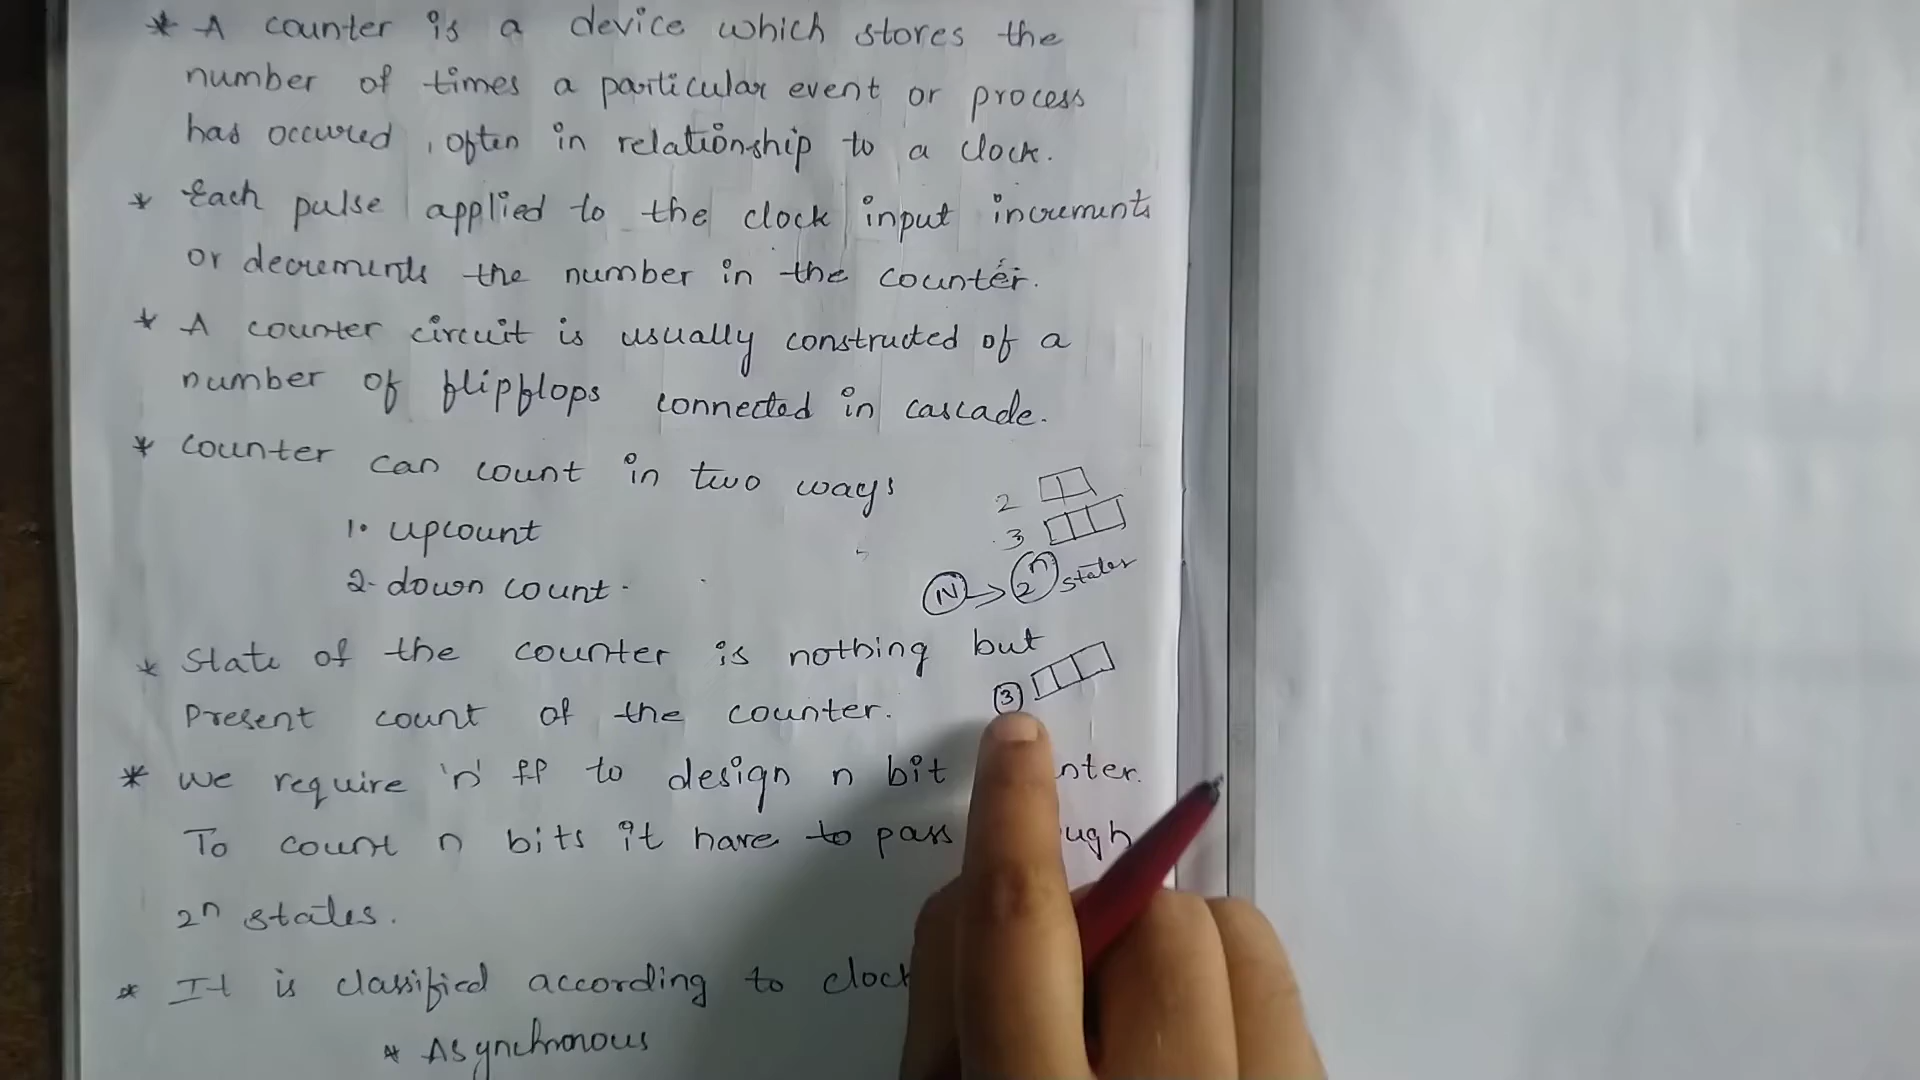 * A counter is a device which stores the
number of times a particular event or process
has occured, often in relationship to a clock.
* Each pulse applied to the clock input increments
or decrements the number in the counter.
* A counter circuit is usually constructed of a
number of flipflops connected in cascade.
* counter can count in two ways
1. upcount
2. down count.
2
3
N → 2ⁿ states
* State of the counter is nothing but
Present count of the counter.
3
* We require 'n' ff to design n bit nter.
To count n bits it have to pass ugh
2ⁿ states.
* It is classified according to clock
* Asynchronous